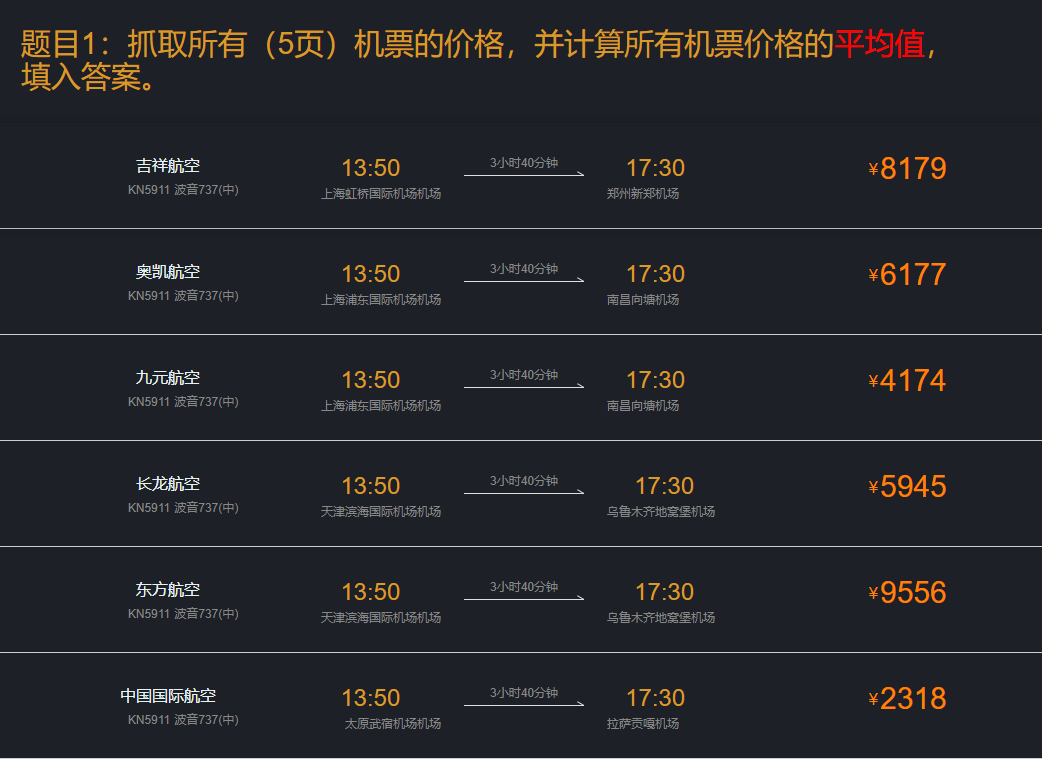 题目1：抓取所有（5页）机票的价格，并计算所有机票价格的平均值，
填入答案。
吉祥航空 13:50 3小时40分钟 17:30 ¥8179
KN5911 波音737(中) 上海虹桥国际机场机场 郑州新郑机场
奥凯航空 13:50 3小时40分钟 17:30 ¥6177
KN5911 波音737(中) 上海浦东国际机场机场 南昌向塘机场
九元航空 13:50 3小时40分钟 17:30 ¥4174
KN5911 波音737(中) 上海浦东国际机场机场 南昌向塘机场
长龙航空 13:50 3小时40分钟 17:30 ¥5945
KN5911 波音737(中) 天津滨海国际机场机场 乌鲁木齐地窝堡机场
东方航空 13:50 3小时40分钟 17:30 ¥9556
KN5911 波音737(中) 天津滨海国际机场机场 乌鲁木齐地窝堡机场
中国国际航空 13:50 3小时40分钟 17:30 ¥2318
KN5911 波音737(中) 太原武宿机场机场 拉萨贡嘎机场